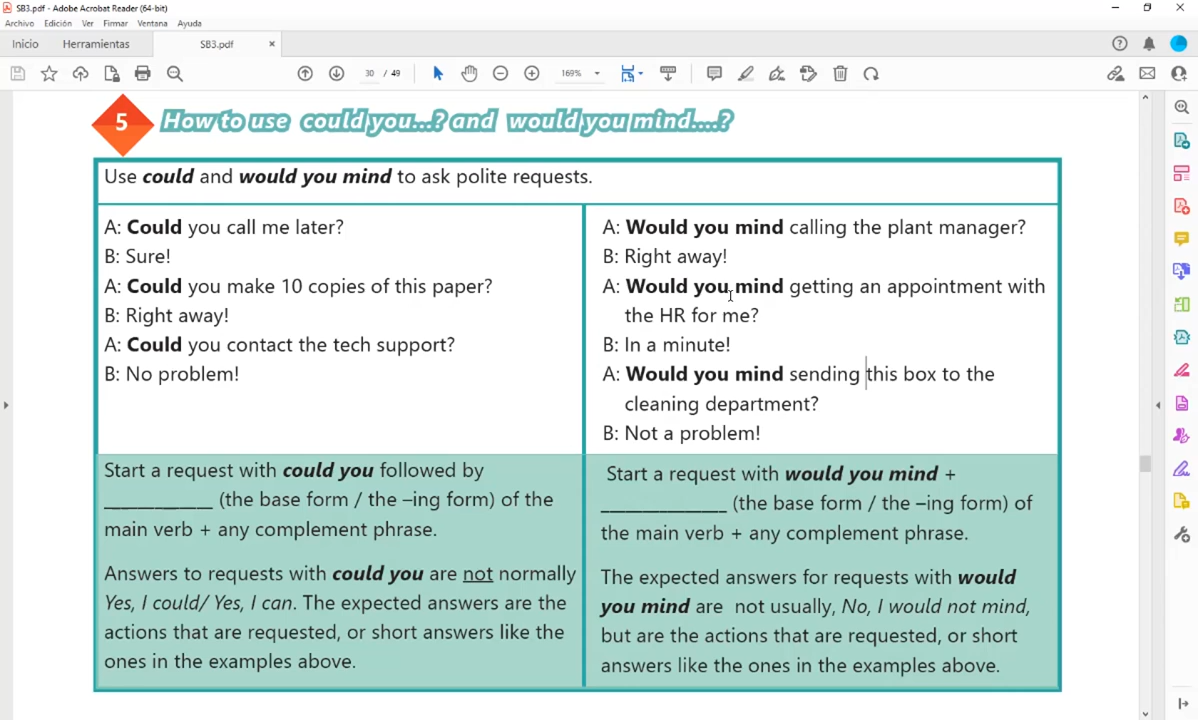 SB3.pdf - Adobe Acrobat Reader (64-bit)
Archivo Edición Ver Firmar Ventana Ayuda
Inicio Herramientas SB3.pdf
30 / 49 169%
5 How to use could you...? and would you mind....?
Use could and would you mind to ask polite requests.
A: Could you call me later?
B: Sure!
A: Could you make 10 copies of this paper?
B: Right away!
A: Could you contact the tech support?
B: No problem!
A: Would you mind calling the plant manager?
B: Right away!
A: Would you mind getting an appointment with
the HR for me?
B: In a minute!
A: Would you mind sending this box to the
cleaning department?
B: Not a problem!
Start a request with could you followed by
_____________ (the base form / the –ing form) of the
main verb + any complement phrase.
Answers to requests with could you are not normally
Yes, I could/ Yes, I can. The expected answers are the
actions that are requested, or short answers like the
ones in the examples above.
Start a request with would you mind +
_______________ (the base form / the –ing form) of
the main verb + any complement phrase.
The expected answers for requests with would
you mind are not usually, No, I would not mind,
but are the actions that are requested, or short
answers like the ones in the examples above.